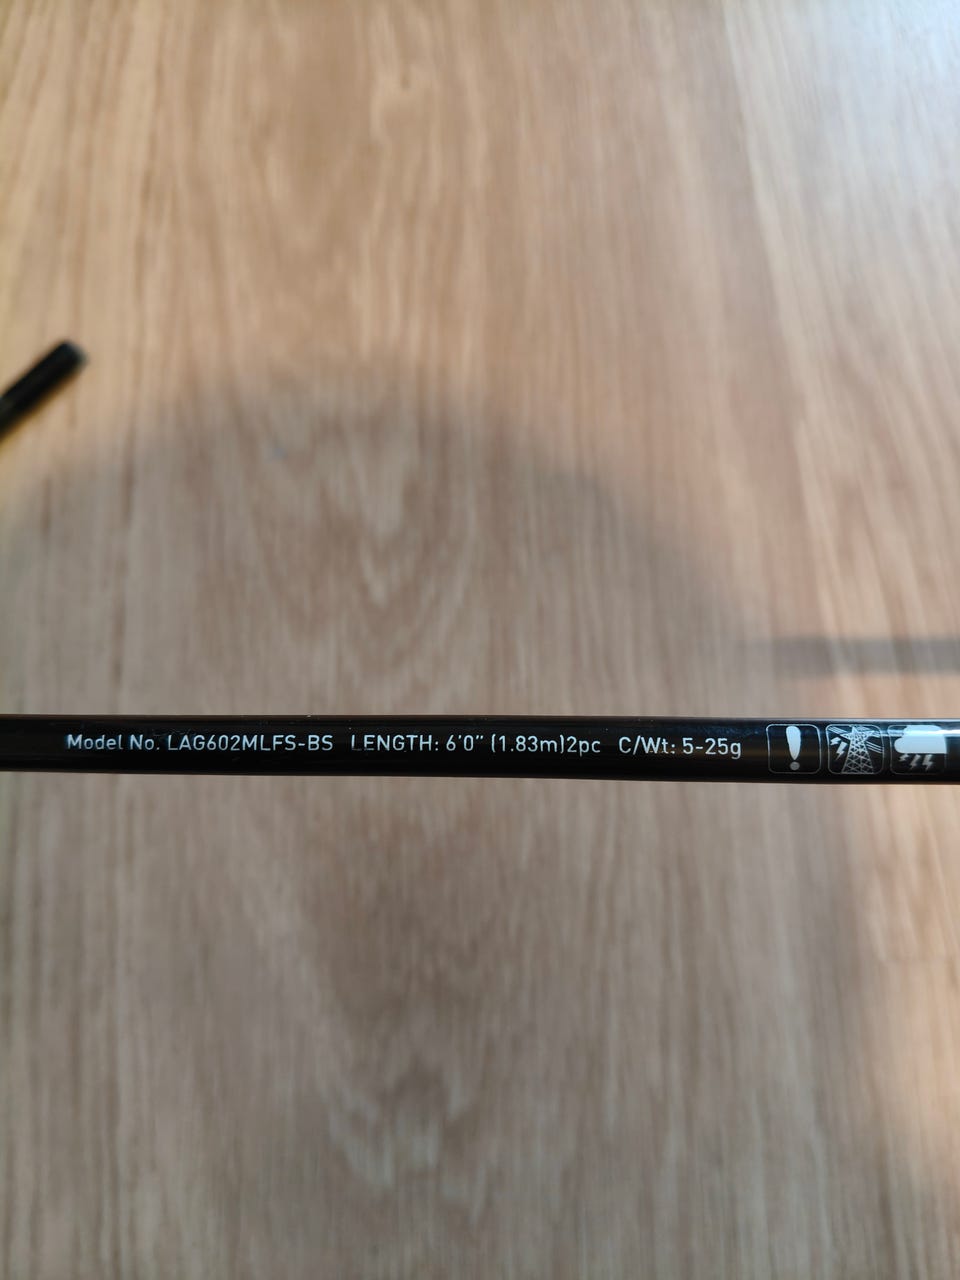 Model No. LAG602MLFS-BS LENGTH: 6'0" (1.83m)2pc C/Wt: 5-25g